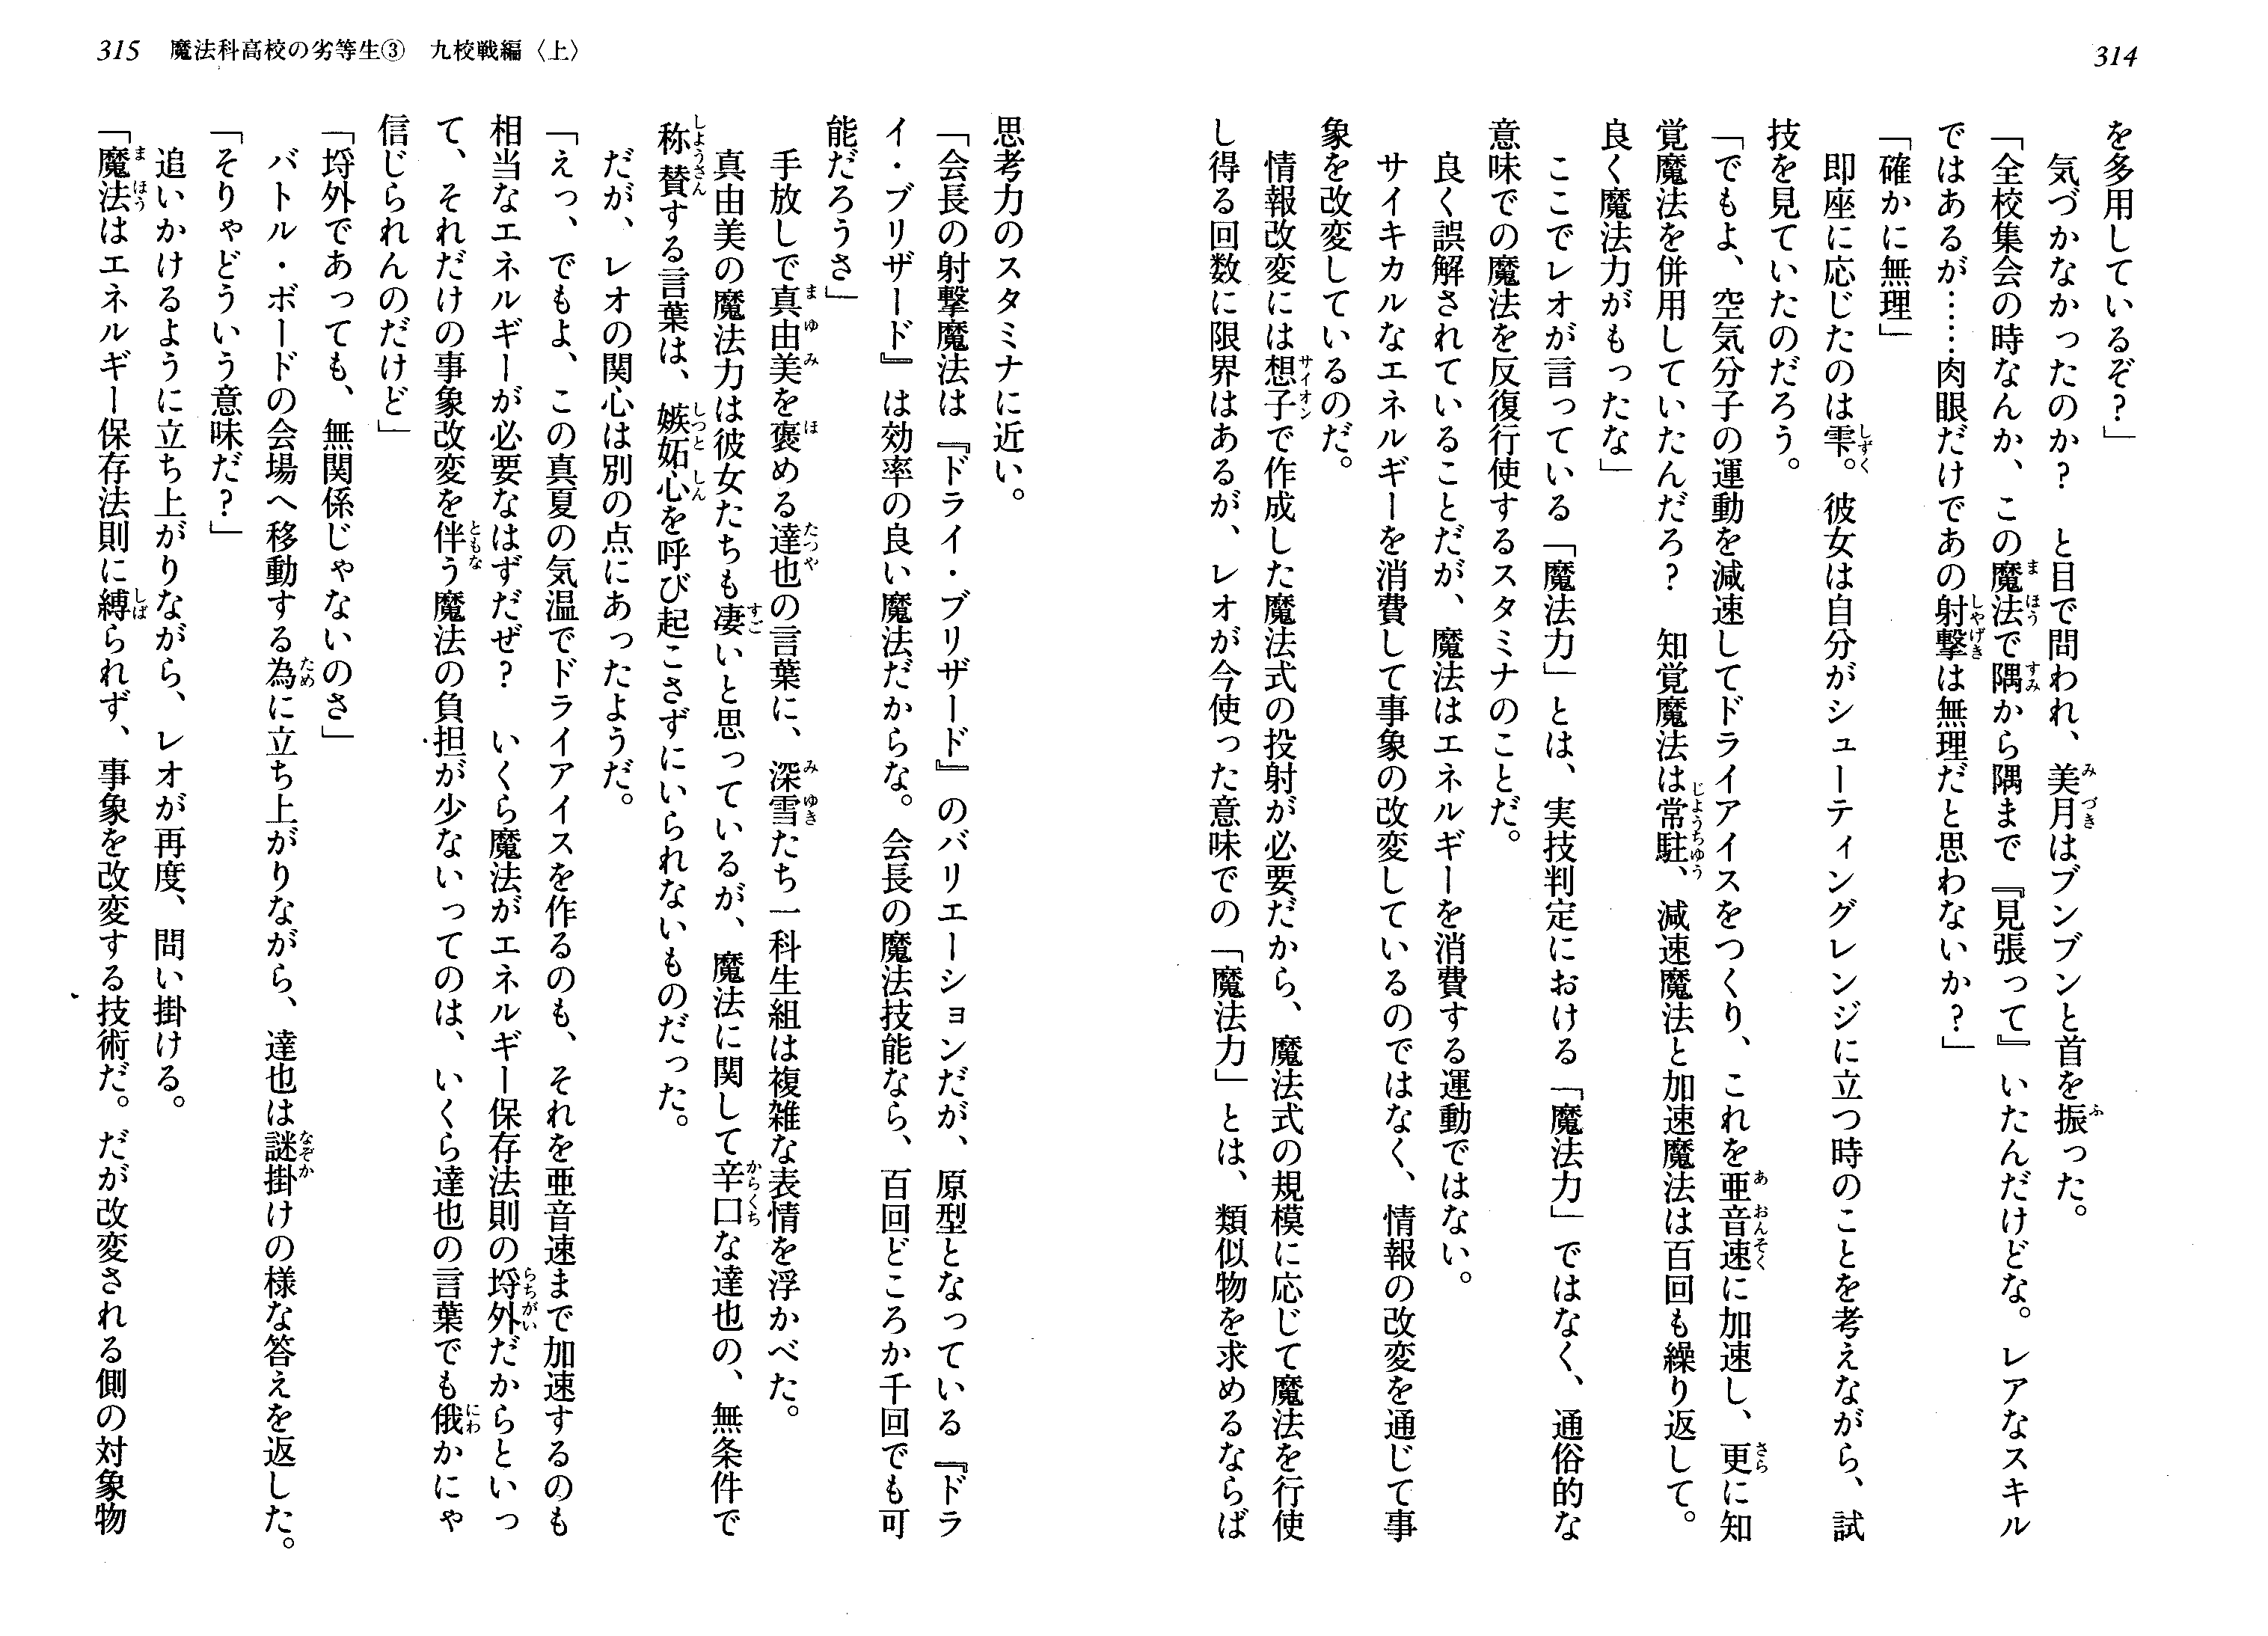 314
を多用しているぞ？」
気づかなかったのか？　と目で問われ、美月はブンブンと首を振った。
「全校集会の時なんか、この魔法で隅から隅まで『見張って』いたんだけどな。レアなスキル
ではあるが……肉眼だけであの射撃は無理だと思わないか？」
「確かに無理」
即座に応じたのは雫。彼女は自分がシューティングレンジに立つ時のことを考えながら、試
技を見ていたのだろう。
「でもよ、空気分子の運動を減速してドライアイスをつくり、これを亜音速に加速し、更に知
覚魔法を併用していたんだろ？　知覚魔法は常駐、減速魔法と加速魔法は百回も繰り返して。
良く魔法力がもったな」
ここでレオが言っている「魔法力」とは、実技判定における「魔法力」ではなく、通俗的な
意味での魔法を反復行使するスタミナのことだ。
良く誤解されていることだが、魔法はエネルギーを消費する運動ではない。
サイキカルなエネルギーを消費して事象の改変しているのではなく、情報の改変を通じて事
象を改変しているのだ。
情報改変には想子で作成した魔法式の投射が必要だから、魔法式の規模に応じて魔法を行使
し得る回数に限界はあるが、レオが今使った意味での「魔法力」とは、類似物を求めるならば
315　魔法科高校の劣等生③　九校戦編〈上〉
思考力のスタミナに近い。
「会長の射撃魔法は『ドライ・ブリザード』のバリエーションだが、原型となっている『ドラ
イ・ブリザード』は効率の良い魔法だからな。会長の魔法技能なら、百回どころか千回でも可
能だろうさ」
手放しで真由美を褒める達也の言葉に、深雪たち一科生組は複雑な表情を浮かべた。
真由美の魔法力は彼女たちも凄いと思っているが、魔法に関して辛口な達也の、無条件で
称賛する言葉は、嫉妬心を呼び起こさずにいられないものだった。
だが、レオの関心は別の点にあったようだ。
「えっ、でもよ、この真夏の気温でドライアイスを作るのも、それを亜音速まで加速するのも
相当なエネルギーが必要なはずだぜ？　いくら魔法がエネルギー保存法則の埒外だからといっ
て、それだけの事象改変を伴う魔法の負担が少ないってのは、いくら達也の言葉でも俄かにゃ
信じられんのだけど」
「埒外であっても、無関係じゃないのさ」
バトル・ボードの会場へ移動する為に立ち上がりながら、達也は謎掛けの様な答えを返した。
「そりゃどういう意味だ？」
追いかけるように立ち上がりながら、レオが再度、問い掛ける。
「魔法はエネルギー保存法則に縛られず、事象を改変する技術だ。だが改変される側の対象物